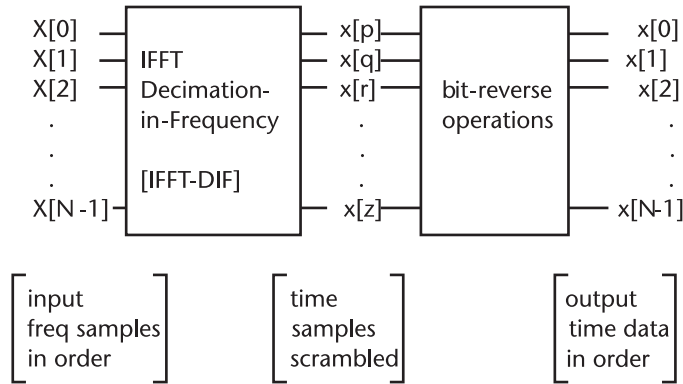 X[0] x[p] x[0]
X[1] IFFT x[q] x[1]
X[2] Decimation- x[r] bit-reverse x[2]
. in-Frequency . operations .
. . .
. [IFFT-DIF] . .
X[N-1] x[z] x[N-1]
input time output
freq samples samples time data
in order scrambled in order